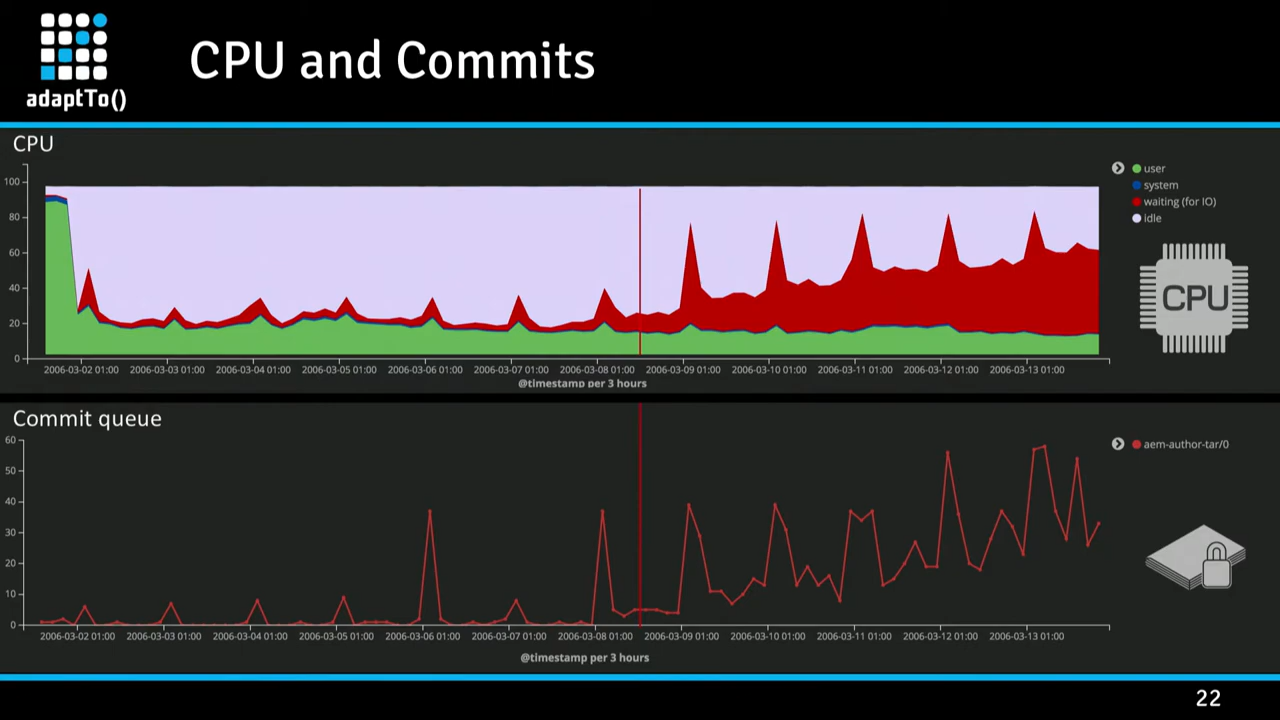 adaptTo()
CPU and Commits
CPU
100
80
60
40
20
0
2006-03-02 01:00 2006-03-03 01:00 2006-03-04 01:00 2006-03-05 01:00 2006-03-06 01:00 2006-03-07 01:00 2006-03-08 01:00 2006-03-09 01:00 2006-03-10 01:00 2006-03-11 01:00 2006-03-12 01:00 2006-03-13 01:00
@timestamp per 3 hours
user
system
waiting (for IO)
idle
CPU
Commit queue
60
50
40
30
20
10
0
2006-03-02 01:00 2006-03-03 01:00 2006-03-04 01:00 2006-03-05 01:00 2006-03-06 01:00 2006-03-07 01:00 2006-03-08 01:00 2006-03-09 01:00 2006-03-10 01:00 2006-03-11 01:00 2006-03-12 01:00 2006-03-13 01:00
@timestamp per 3 hours
aem-author-tar/0
22